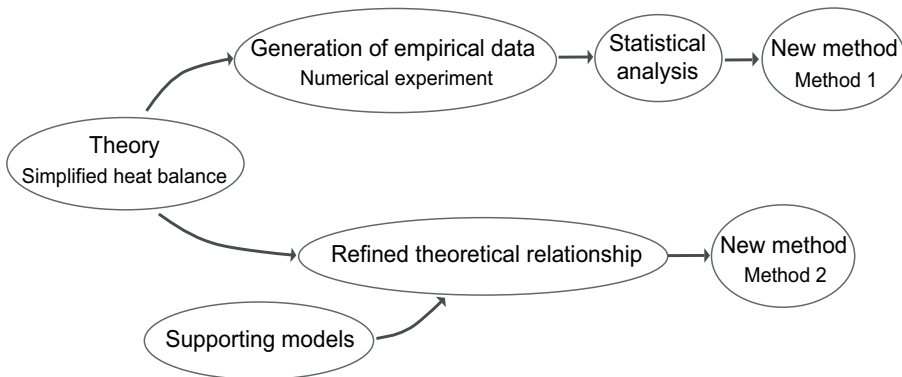 Generation of empirical data
Numerical experiment
Statistical
analysis
New method
Method 1
Theory
Simplified heat balance
Refined theoretical relationship
New method
Method 2
Supporting models